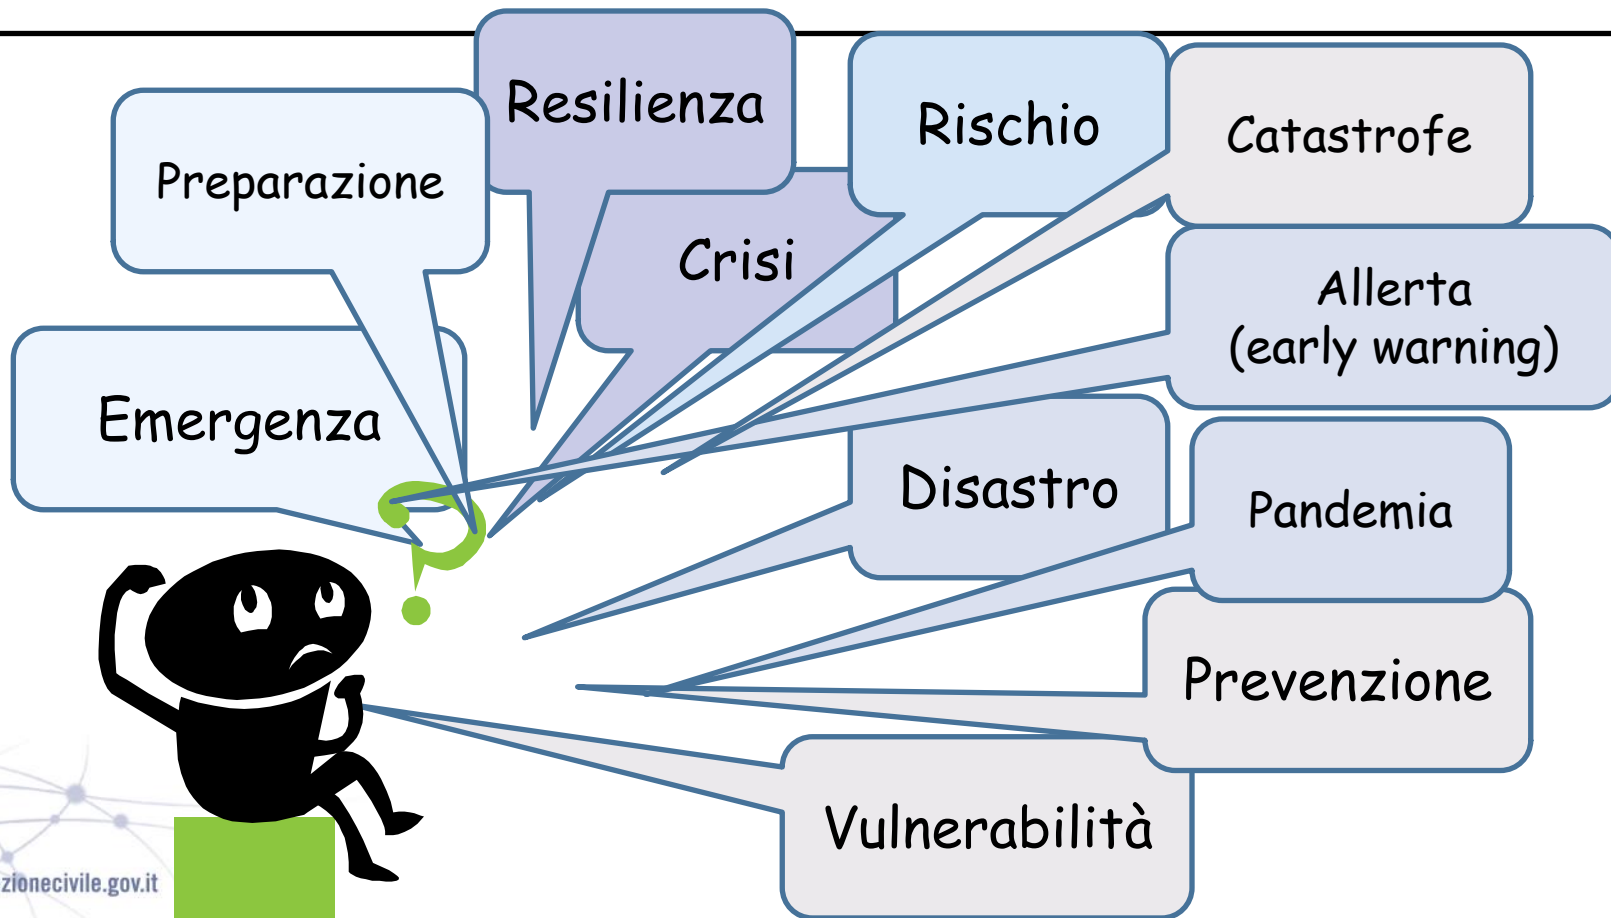 Resilienza
Rischio
Catastrofe
Preparazione
Crisi
Allerta
(early warning)
Emergenza
Disastro
Pandemia
Prevenzione
Vulnerabilità
zionecivile.gov.it